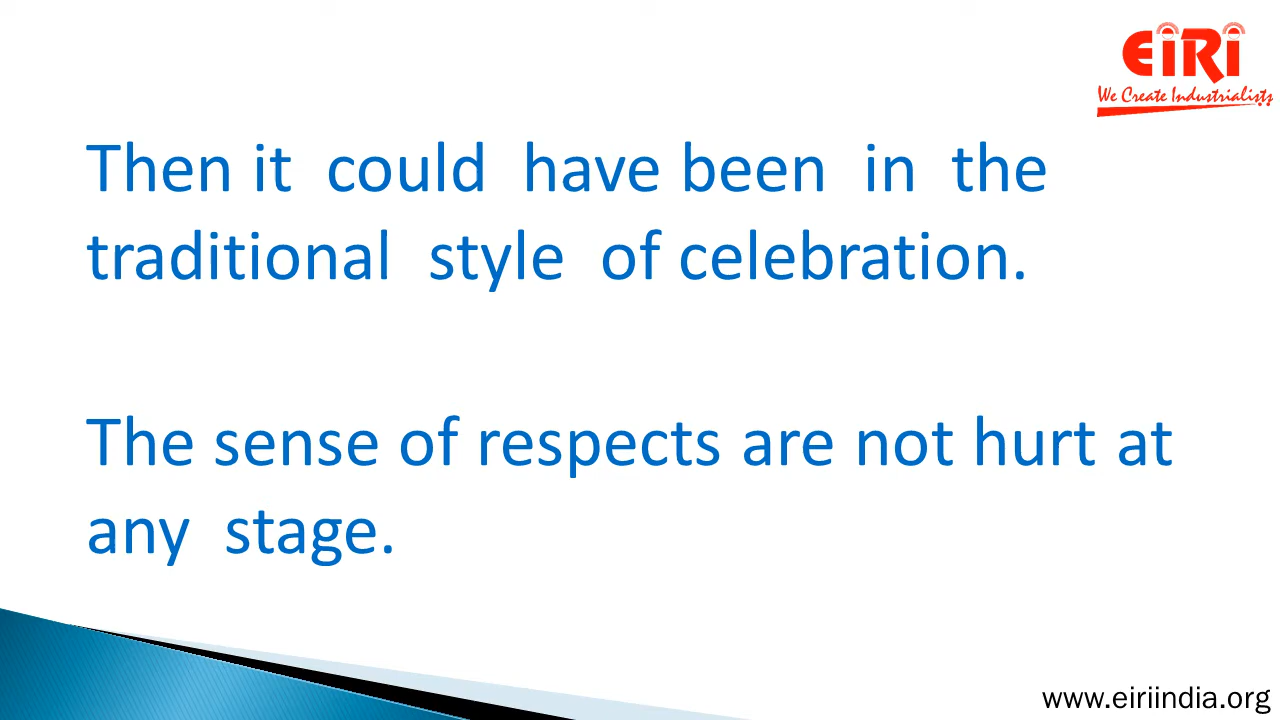 EiRi
We Create Industrialists
Then it could have been in the
traditional style of celebration.
The sense of respects are not hurt at
any stage.
www.eiriindia.org